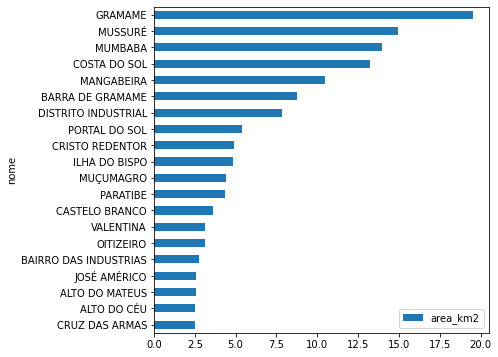 GRAMAME
MUSSURÉ
MUMBABA
COSTA DO SOL
MANGABEIRA
BARRA DE GRAMAME
DISTRITO INDUSTRIAL
PORTAL DO SOL
CRISTO REDENTOR
ILHA DO BISPO
MUÇUMAGRO
PARATIBE
CASTELO BRANCO
VALENTINA
OITIZEIRO
BAIRRO DAS INDUSTRIAS
JOSÉ AMÉRICO
ALTO DO MATEUS
ALTO DO CÉU
CRUZ DAS ARMAS
nome
area_km2
0.0 2.5 5.0 7.5 10.0 12.5 15.0 17.5 20.0